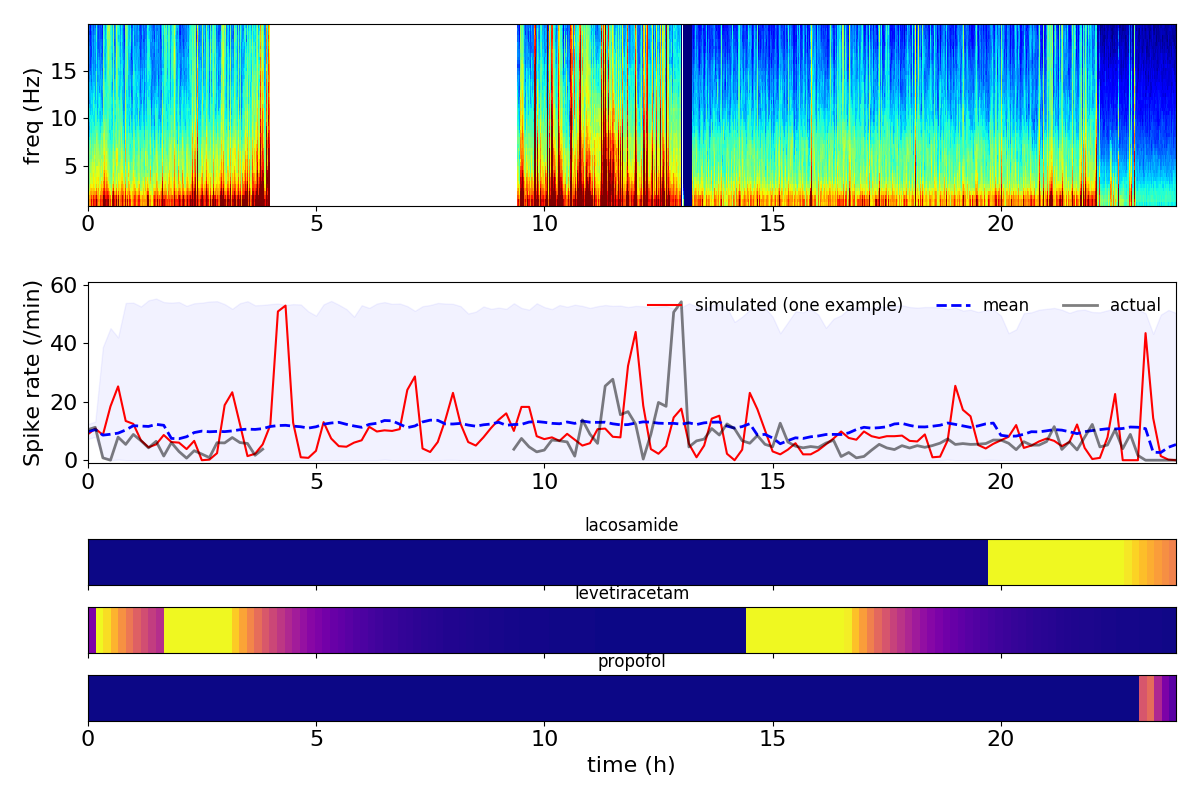 freq (Hz)
15
10
5
0 5 10 15 20
Spike rate (/min)
60
40
20
0
simulated (one example) mean actual
0 5 10 15 20
lacosamide
levetiracetam
propofol
0 5 10 15 20
time (h)